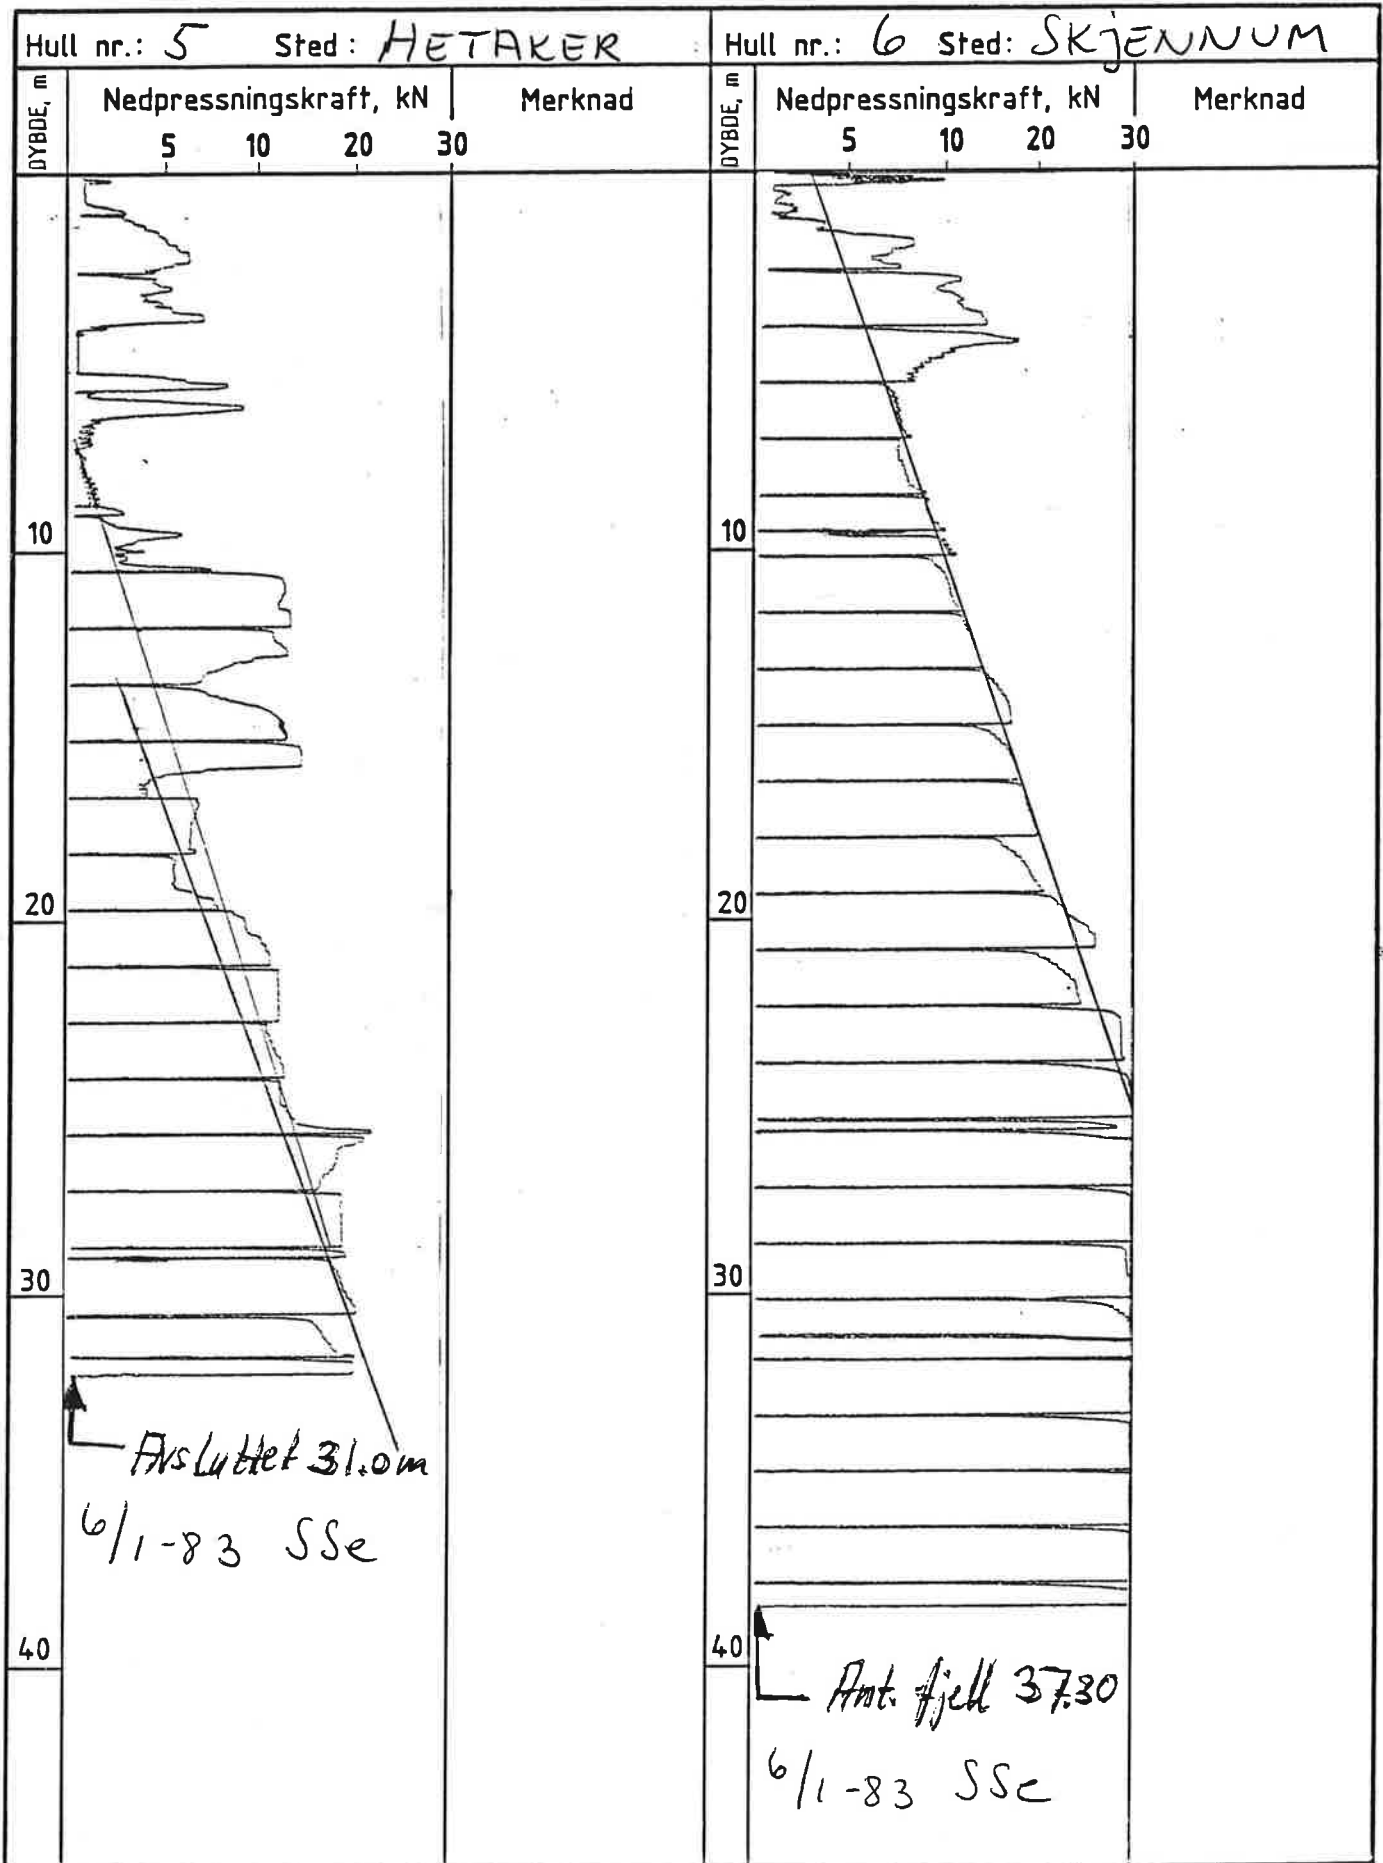 Hull nr.: 5 Sted: HETAKER
DYBDE, m
Nedpressningskraft, kN
Merknad
5 10 20 30
10
20
30
40
Avsluttet 31.0m
6/1-83 SSe
Hull nr.: 6 Sted: SKJENNUM
DYBDE, m
Nedpressningskraft, kN
Merknad
5 10 20 30
10
20
30
40
Ant. fjell 37.30
6/1-83 SSe